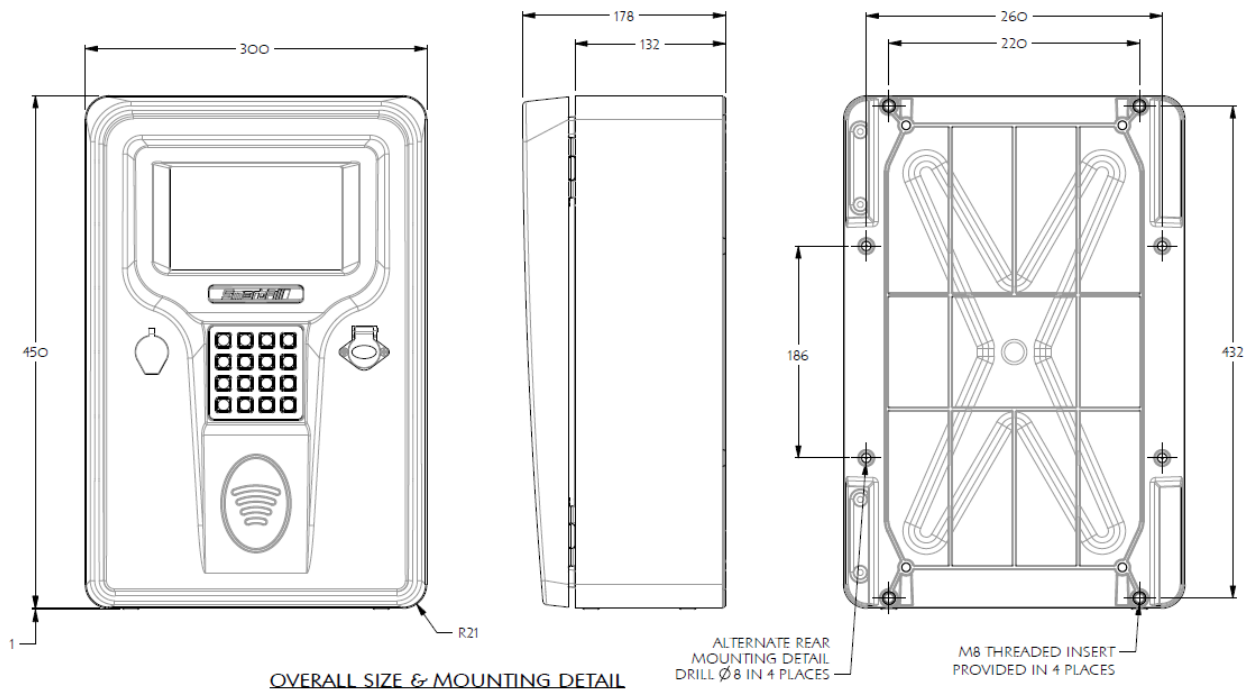 300
178
132
260
220
450
186
432
1
R21
ALTERNATE REAR
MOUNTING DETAIL
DRILL Ø8 IN 4 PLACES
M8 THREADED INSERT
PROVIDED IN 4 PLACES
OVERALL SIZE & MOUNTING DETAIL